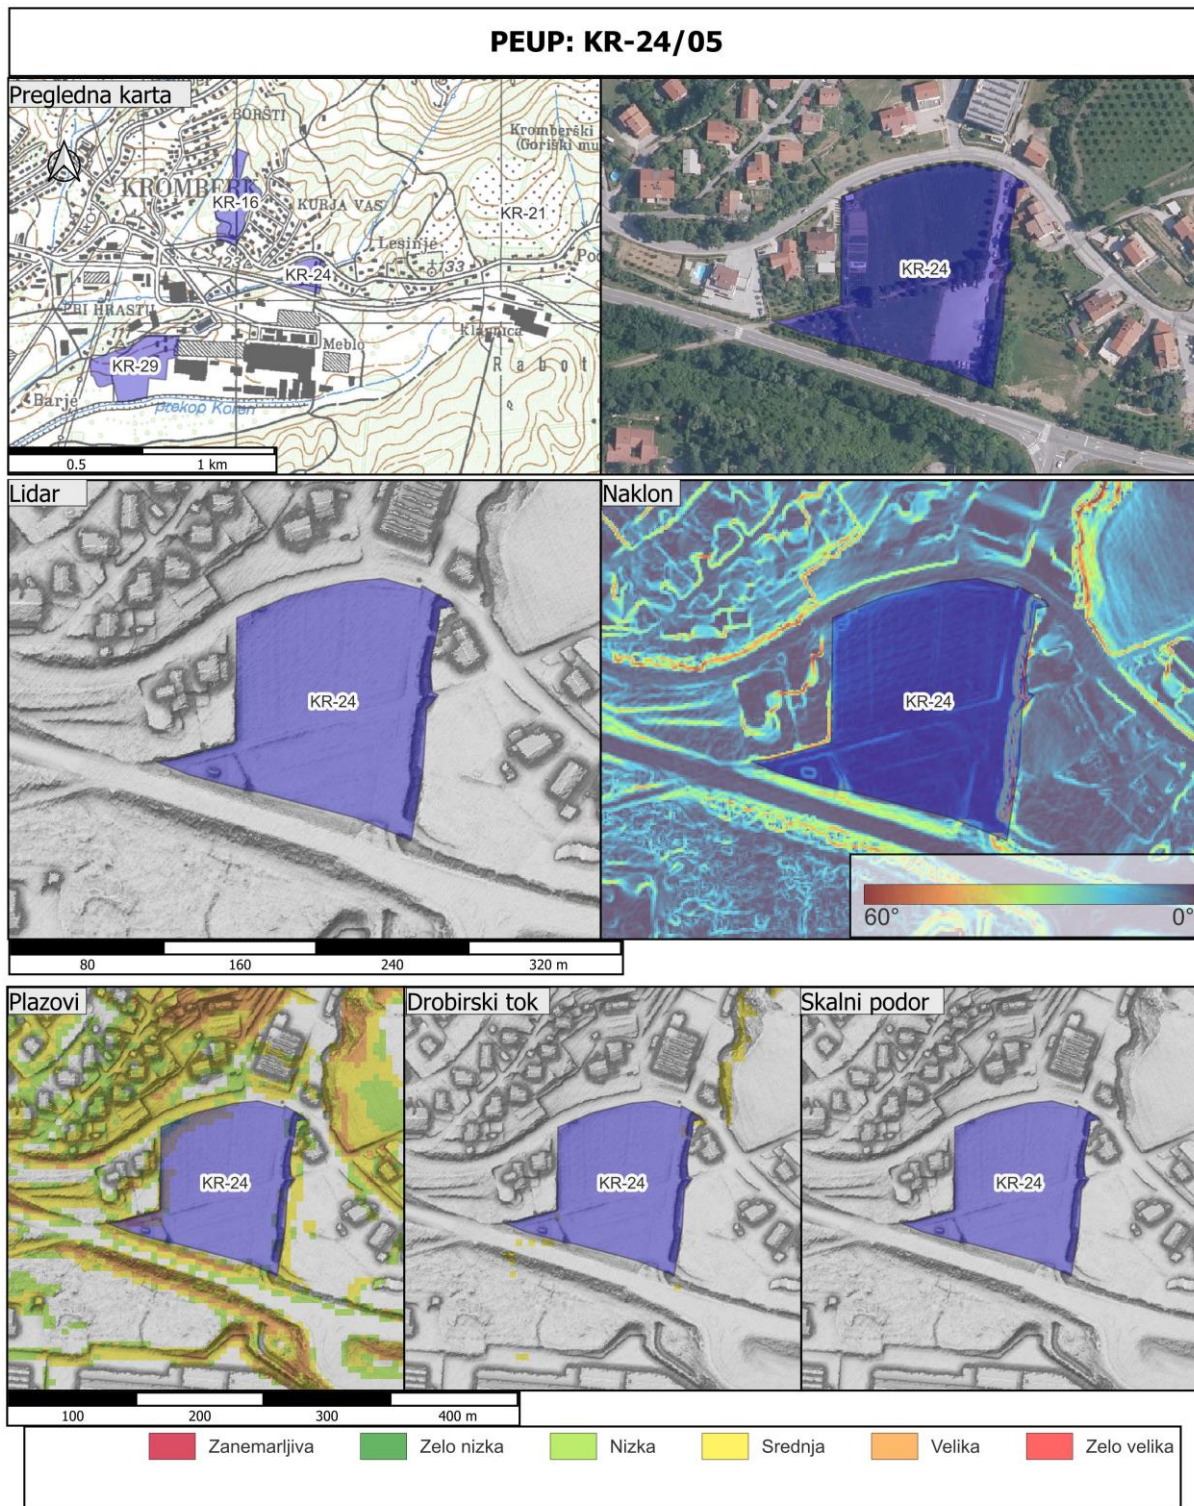 PEUP: KR-24/05
Pregledna karta
BORŠTI
Kromberški
(Goriški mu
KROMBERK
KR-16
KURJA VAS
KR-21
Lesinje
KR-24
133
PRI HRASTU
Meblo
Klavnica
KR-29
Rabot
Barje
prekop Koren
0.5 1 km
KR-24
Lidar
KR-24
80 160 240 320 m
Naklon
KR-24
60° 0°
Plazovi
KR-24
Drobirski tok
KR-24
Skalni podor
KR-24
100 200 300 400 m
Zanemarljiva Zelo nizka Nizka Srednja Velika Zelo velika